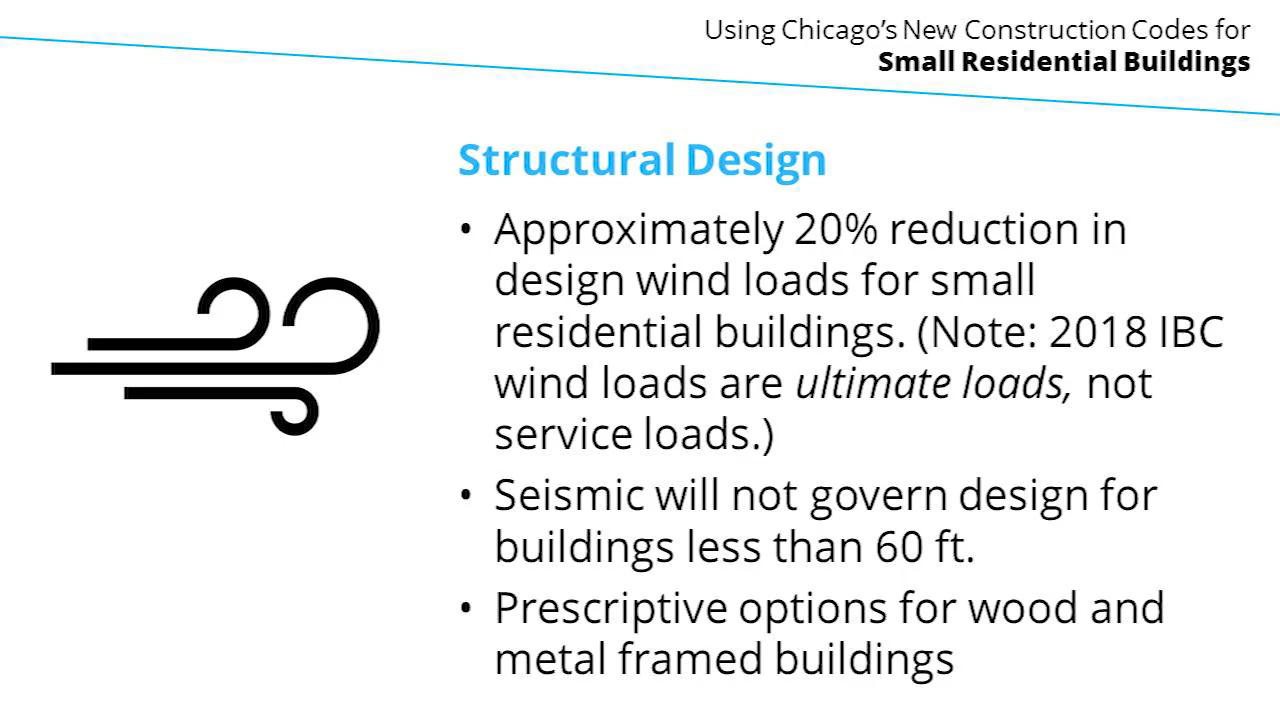 Using Chicago’s New Construction Codes for
Small Residential Buildings
Structural Design
• Approximately 20% reduction in
design wind loads for small
residential buildings. (Note: 2018 IBC
wind loads are ultimate loads, not
service loads.)
• Seismic will not govern design for
buildings less than 60 ft.
• Prescriptive options for wood and
metal framed buildings